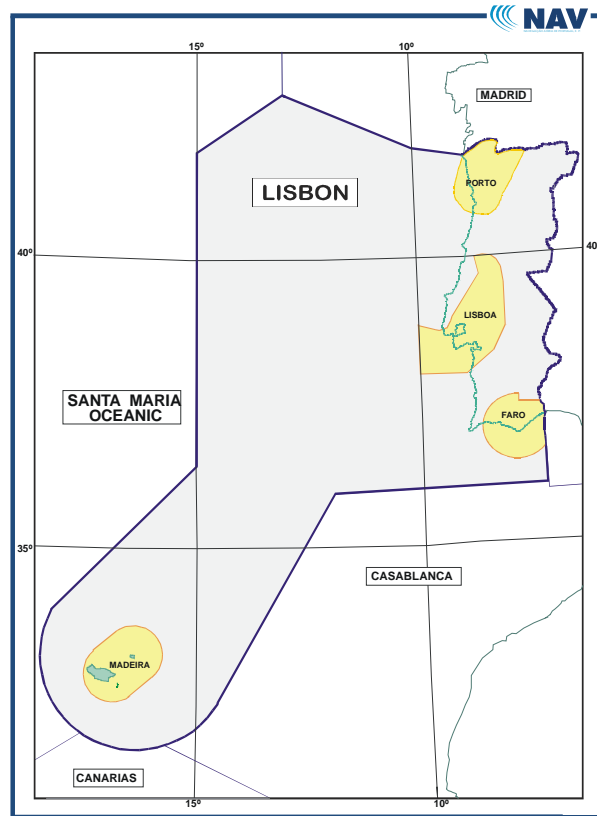 NAV
15º
10º
MADRID
LISBON
PORTO
40º
40
LISBOA
SANTA MARIA
OCEANIC
FARO
35º
CASABLANCA
MADEIRA
CANARIAS
15º
10º